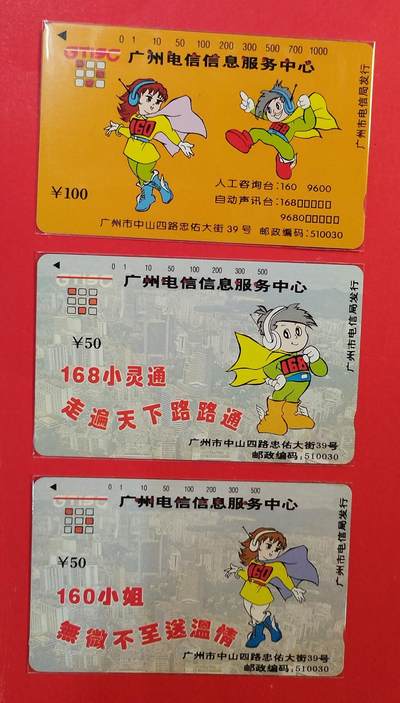 0 1 10 50 100 200 300 500 700 1000
GTISC 广州电信信息服务中心
160
168
广州市电信局发行
¥100
人工咨询台:160 9600
自动声讯台:168□□□□□
9680□□□□□
广州市中山四路忠佑大街39号 邮政编码:510030
0 1 10 50 100 200 300 500
GTISC 广州电信信息服务中心
¥50
168
168小灵通
走遍天下路路通
广州市电信局发行
广州市中山四路忠佑大街39号
邮政编码:510030
0 1 10 50 100 200 300 500
GTISC 广州电信信息服务中心
¥50
160
160小姐
無微不至送溫情
广州市电信局发行
广州市中山四路忠佑大街39号
邮政编码:510030